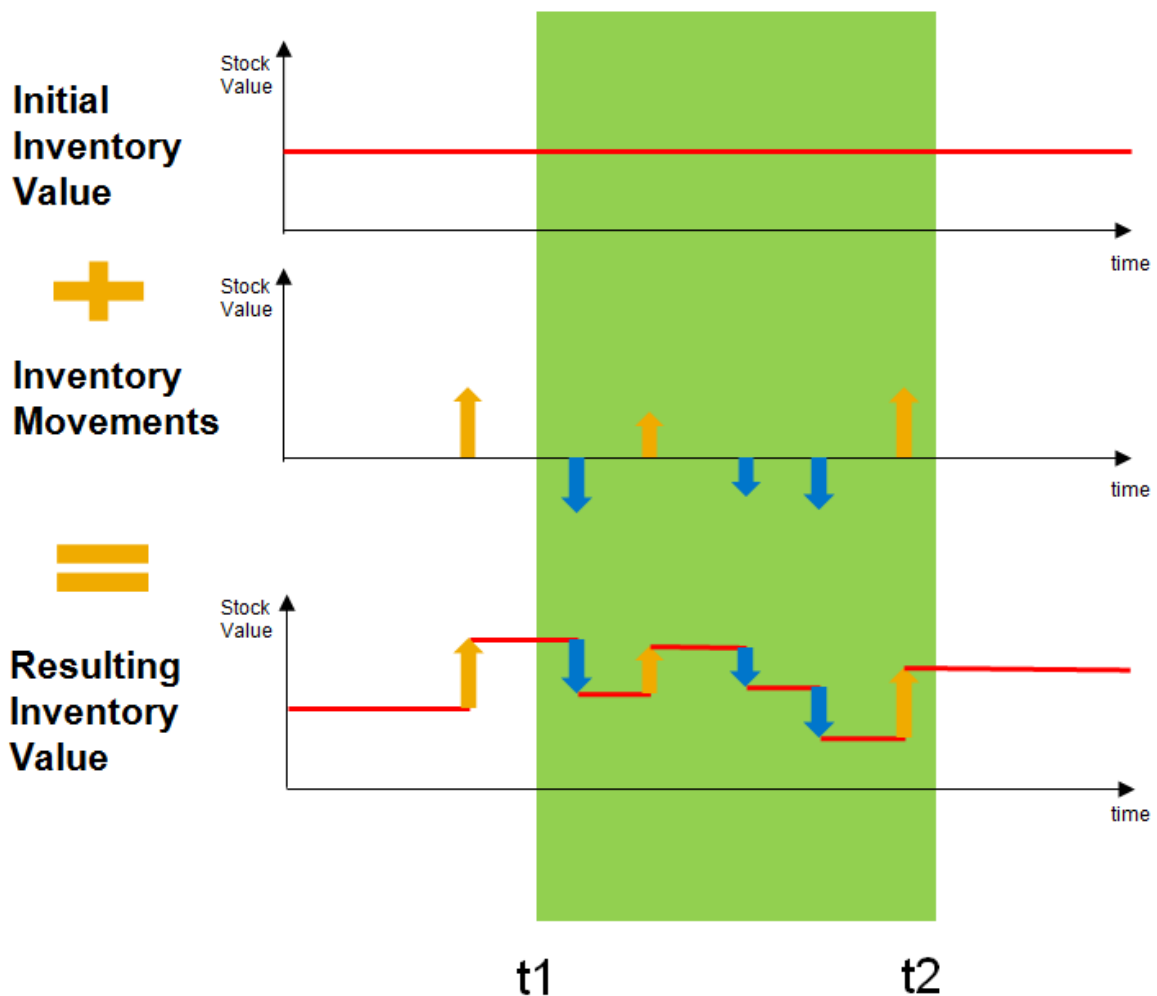 Initial
Inventory
Value
Stock
Value
time
Inventory
Movements
Stock
Value
time
Resulting
Inventory
Value
Stock
Value
time
t1
t2